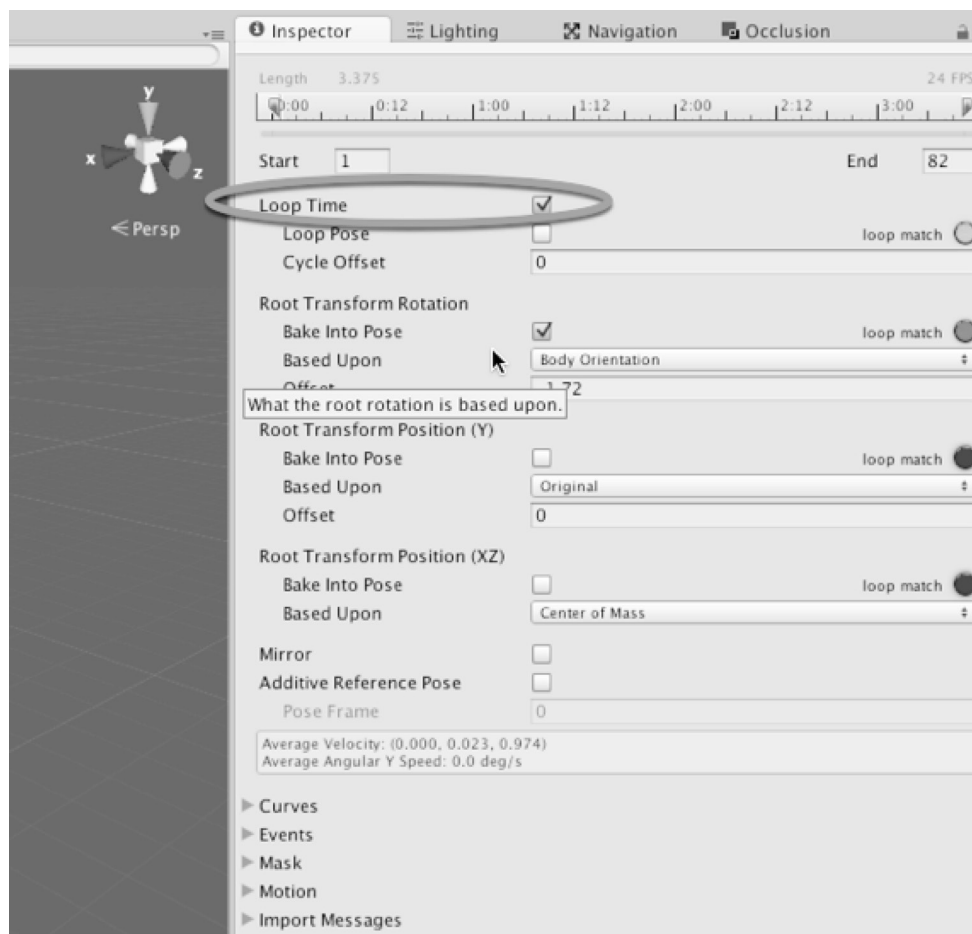 Inspector Lighting Navigation Occlusion
Length 3.375 24 FPS
0:00 0:12 1:00 1:12 2:00 2:12 3:00
Start 1 End 82
Loop Time
Loop Pose loop match
Cycle Offset 0
Root Transform Rotation
Bake Into Pose loop match
Based Upon Body Orientation
Offset 1.72
What the root rotation is based upon.
Root Transform Position (Y)
Bake Into Pose loop match
Based Upon Original
Offset 0
Root Transform Position (XZ)
Bake Into Pose loop match
Based Upon Center of Mass
Mirror
Additive Reference Pose
Pose Frame 0
Average Velocity: (0.000, 0.023, 0.974)
Average Angular Y Speed: 0.0 deg/s
Curves
Events
Mask
Motion
Import Messages
y
x
z
Persp